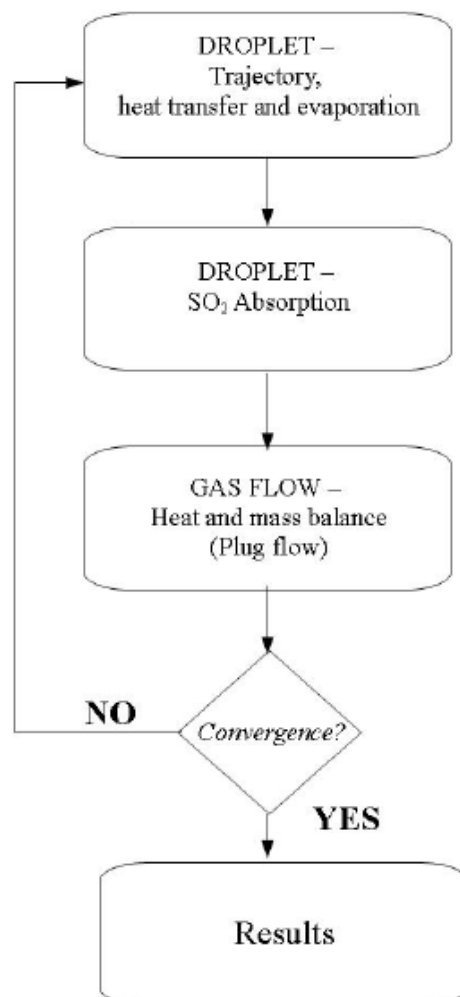 DROPLET –
Trajectory,
heat transfer and evaporation
DROPLET –
SO₂ Absorption
GAS FLOW –
Heat and mass balance
(Plug flow)
NO
Convergence?
YES
Results